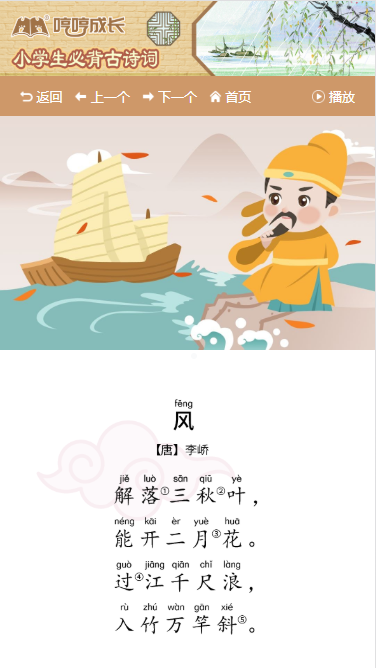 哼哼成长
小学生必背古诗词
返回 上一个 下一个 首页 播放
fēng
风
【唐】李峤
jiě luò sān qiū yè
解落①三秋②叶，
néng kāi èr yuè huā
能开二月③花。
guò jiāng qiān chǐ làng
过④江千尺浪，
rù zhú wàn gān xié
入竹万竿斜⑤。